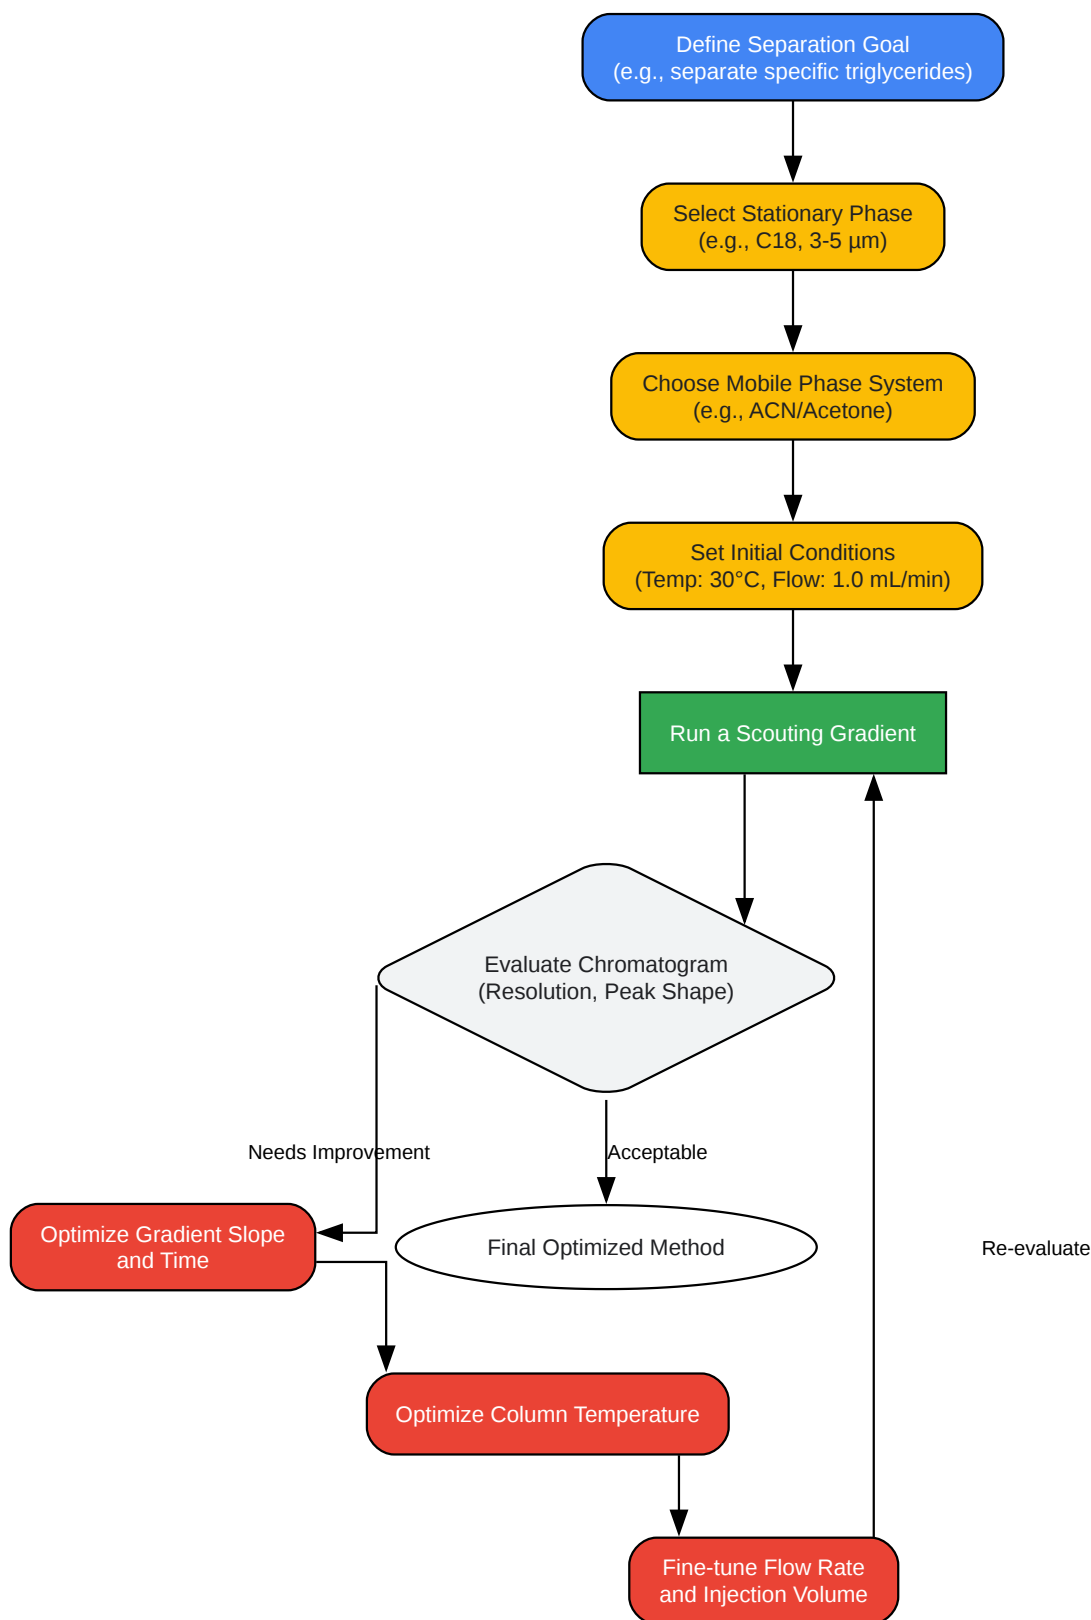 Define Separation Goal
(e.g., separate specific triglycerides)
Select Stationary Phase
(e.g., C18, 3-5 µm)
Choose Mobile Phase System
(e.g., ACN/Acetone)
Set Initial Conditions
(Temp: 30°C, Flow: 1.0 mL/min)
Run a Scouting Gradient
Evaluate Chromatogram
(Resolution, Peak Shape)
Needs Improvement
Acceptable
Optimize Gradient Slope
and Time
Final Optimized Method
Re-evaluate
Optimize Column Temperature
Fine-tune Flow Rate
and Injection Volume